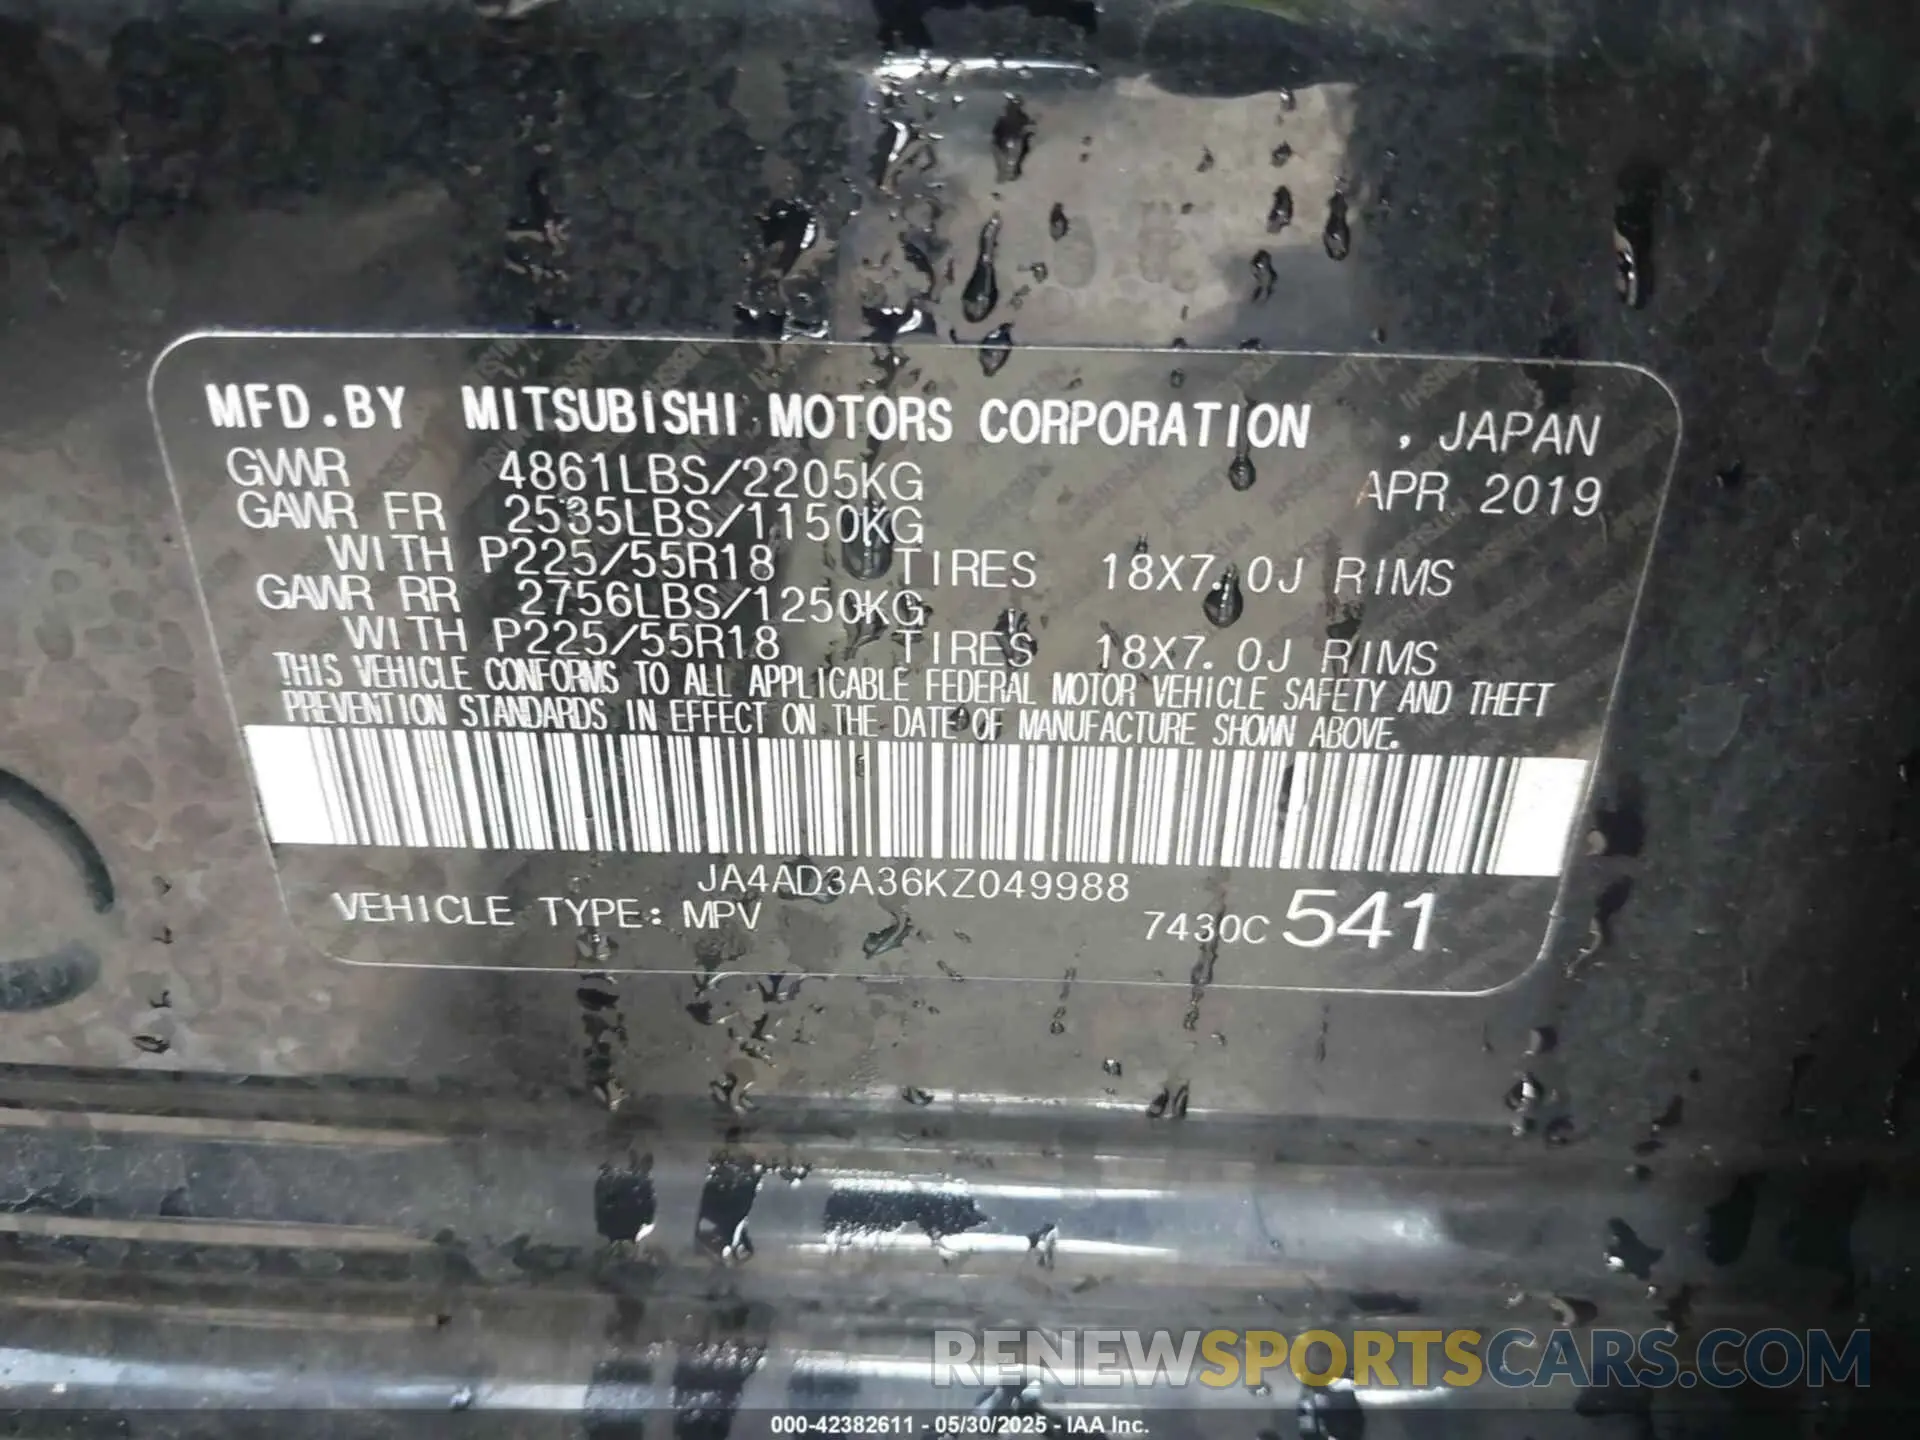 MFD.BY MITSUBISHI MOTORS CORPORATION , JAPAN
GVWR 4861LBS/2205KG APR 2019
GAWR FR 2535LBS/1150KG
WITH P225/55R18 TIRES 18X7.0J RIMS
GAWR RR 2756LBS/1250KG
WITH P225/55R18 TIRES 18X7.0J RIMS
THIS VEHICLE CONFORMS TO ALL APPLICABLE FEDERAL MOTOR VEHICLE SAFETY AND THEFT
PREVENTION STANDARDS IN EFFECT ON THE DATE OF MANUFACTURE SHOWN ABOVE.
JA4AD3A36KZ049988
VEHICLE TYPE: MPV 7430C 541
RENEWSPORTSCARS.COM
000-42382611 - 05/30/2025 - IAA Inc.